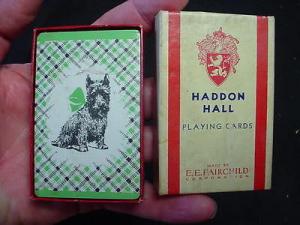 HADDON
HALL
PLAYING CARDS
MADE BY
E.E. FAIRCHILD
CORPORATION